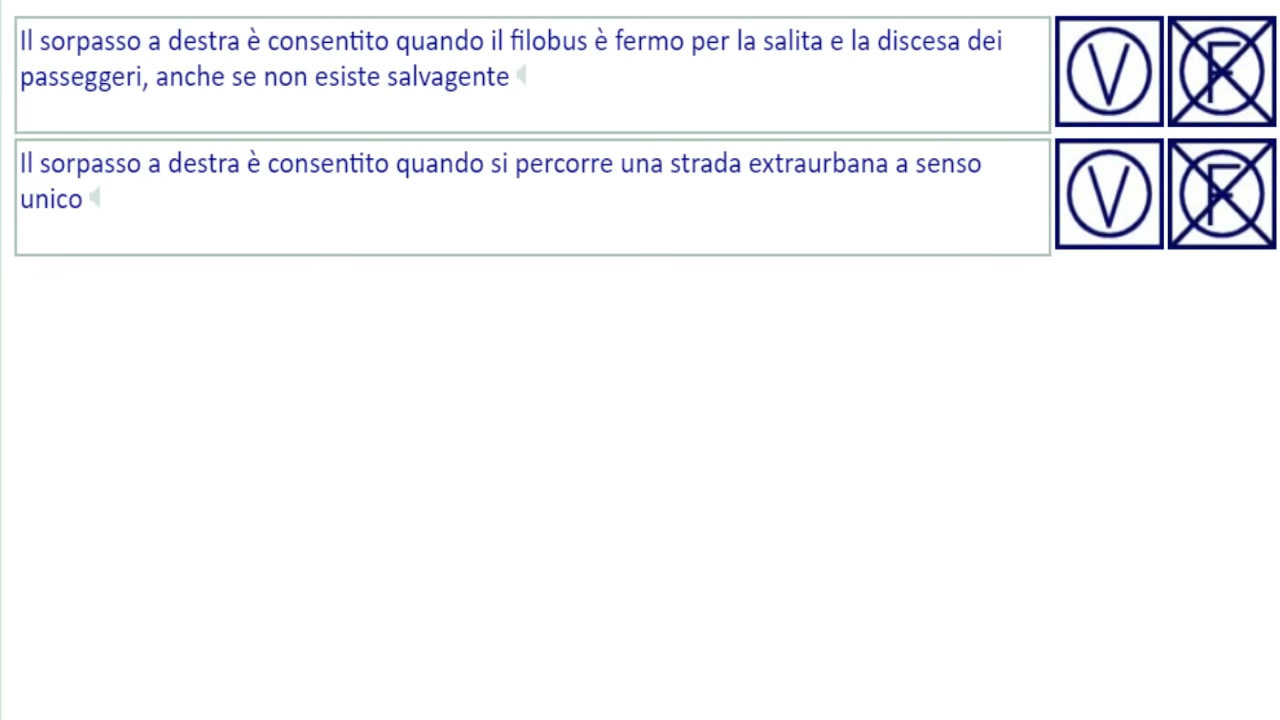 Il sorpasso a destra è consentito quando il filobus è fermo per la salita e la discesa dei
passeggeri, anche se non esiste salvagente
V F
Il sorpasso a destra è consentito quando si percorre una strada extraurbana a senso
unico
V F